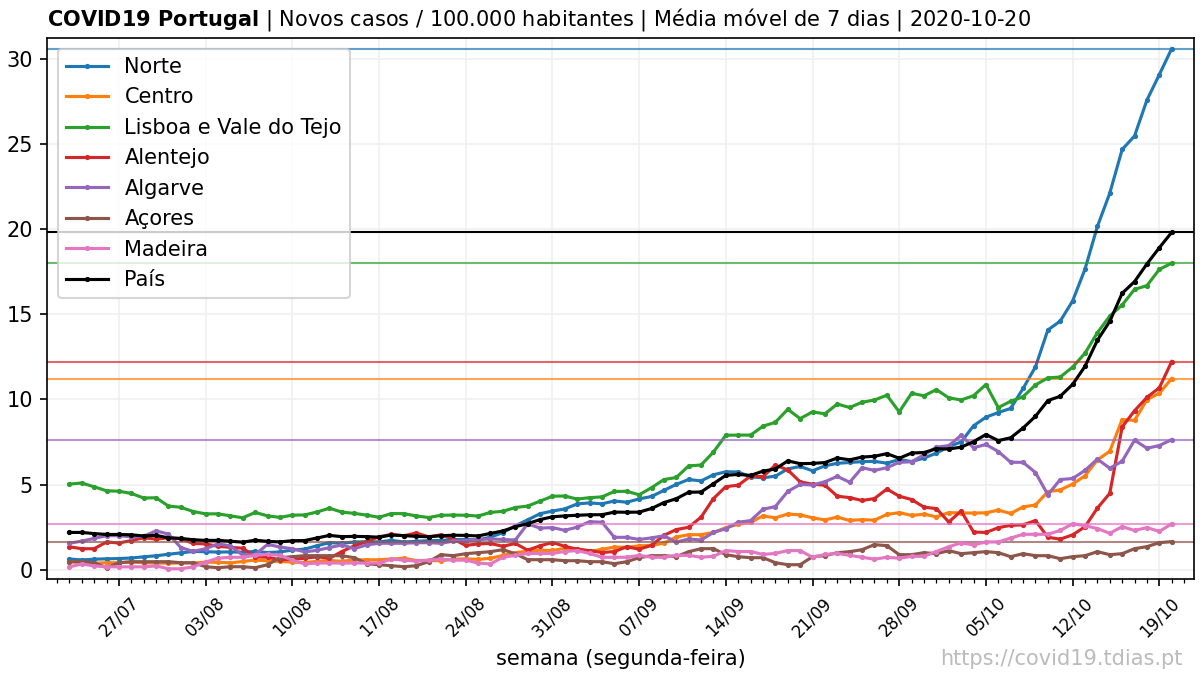 COVID19 Portugal | Novos casos / 100.000 habitantes | Média móvel de 7 dias | 2020-10-20
30
25
20
15
10
5
0
Norte
Centro
Lisboa e Vale do Tejo
Alentejo
Algarve
Açores
Madeira
País
27/07
03/08
10/08
17/08
24/08
31/08
07/09
14/09
21/09
28/09
05/10
12/10
19/10
semana (segunda-feira)
https://covid19.tdias.pt